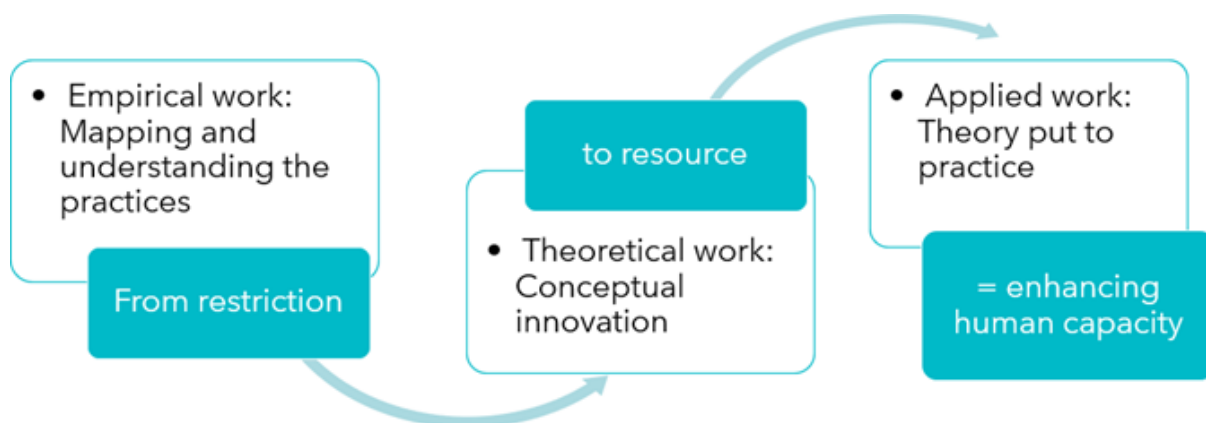 • Empirical work:
Mapping and
understanding the
practices
From restriction
to resource
• Theoretical work:
Conceptual
innovation
• Applied work:
Theory put to
practice
= enhancing
human capacity